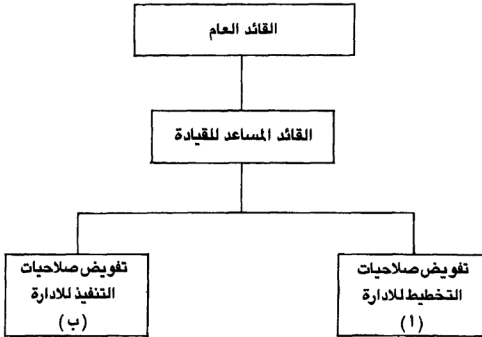 القائد العام
القائد المساعد للقيادة
تفويض صلاحيات
التخطيط للادارة
(ا)
تفويض صلاحيات
التنفيذ للادارة
(ب)